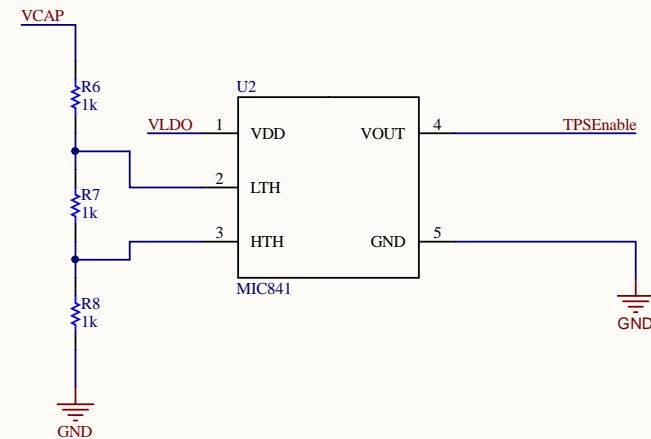 VCAP
R6
1k
R7
1k
R8
1k
GND
U2
VLDO
1
VDD
2
LTH
3
HTH
VOUT
4
TPSEnable
GND
5
MIC841
GND